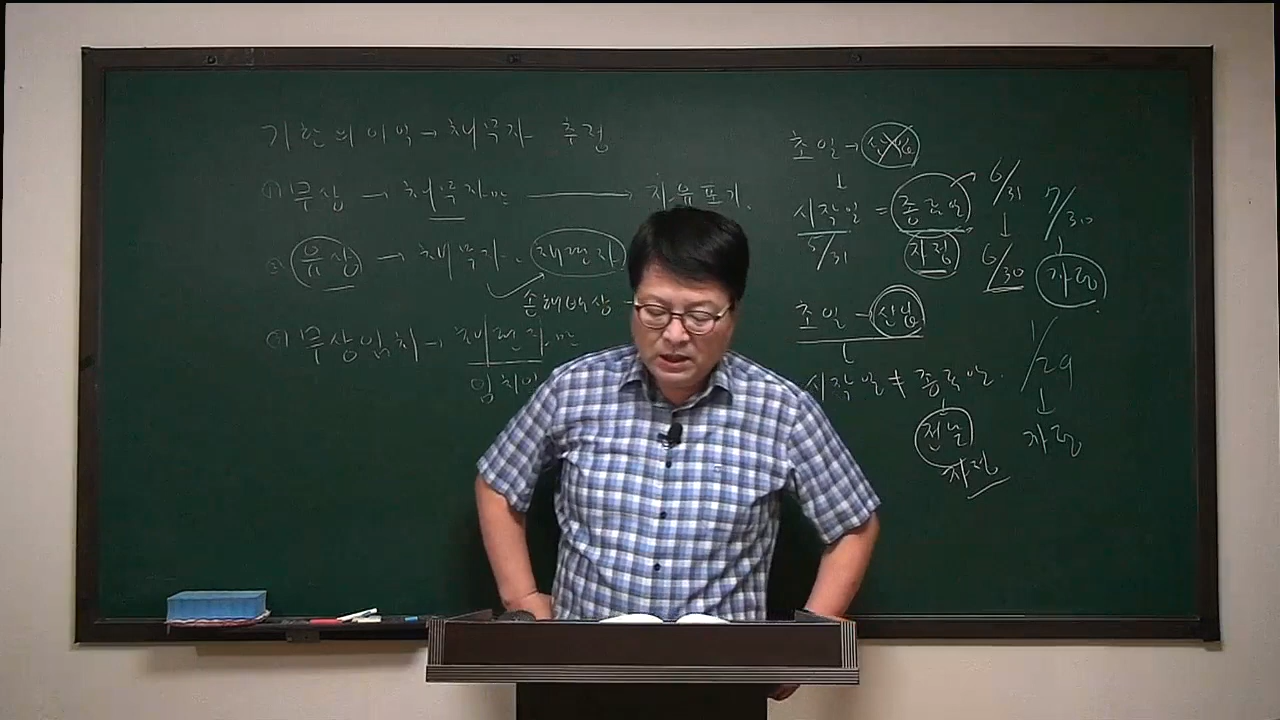 기한의 이익 → 채무자 추정
① 무상 → 채무자만 → 자유포기.
② 유상 → 채무자, 채권자
손해배상
③ 무상임치 → 채권자만
임치인
초일 → 산입
↓
시작일 = 종료일
5/31
자정
6/31
↓
6/30
7/30
자정
초일 → 산입
시작일 ≠ 종료일.
전날
자정
1/29
↓
자정